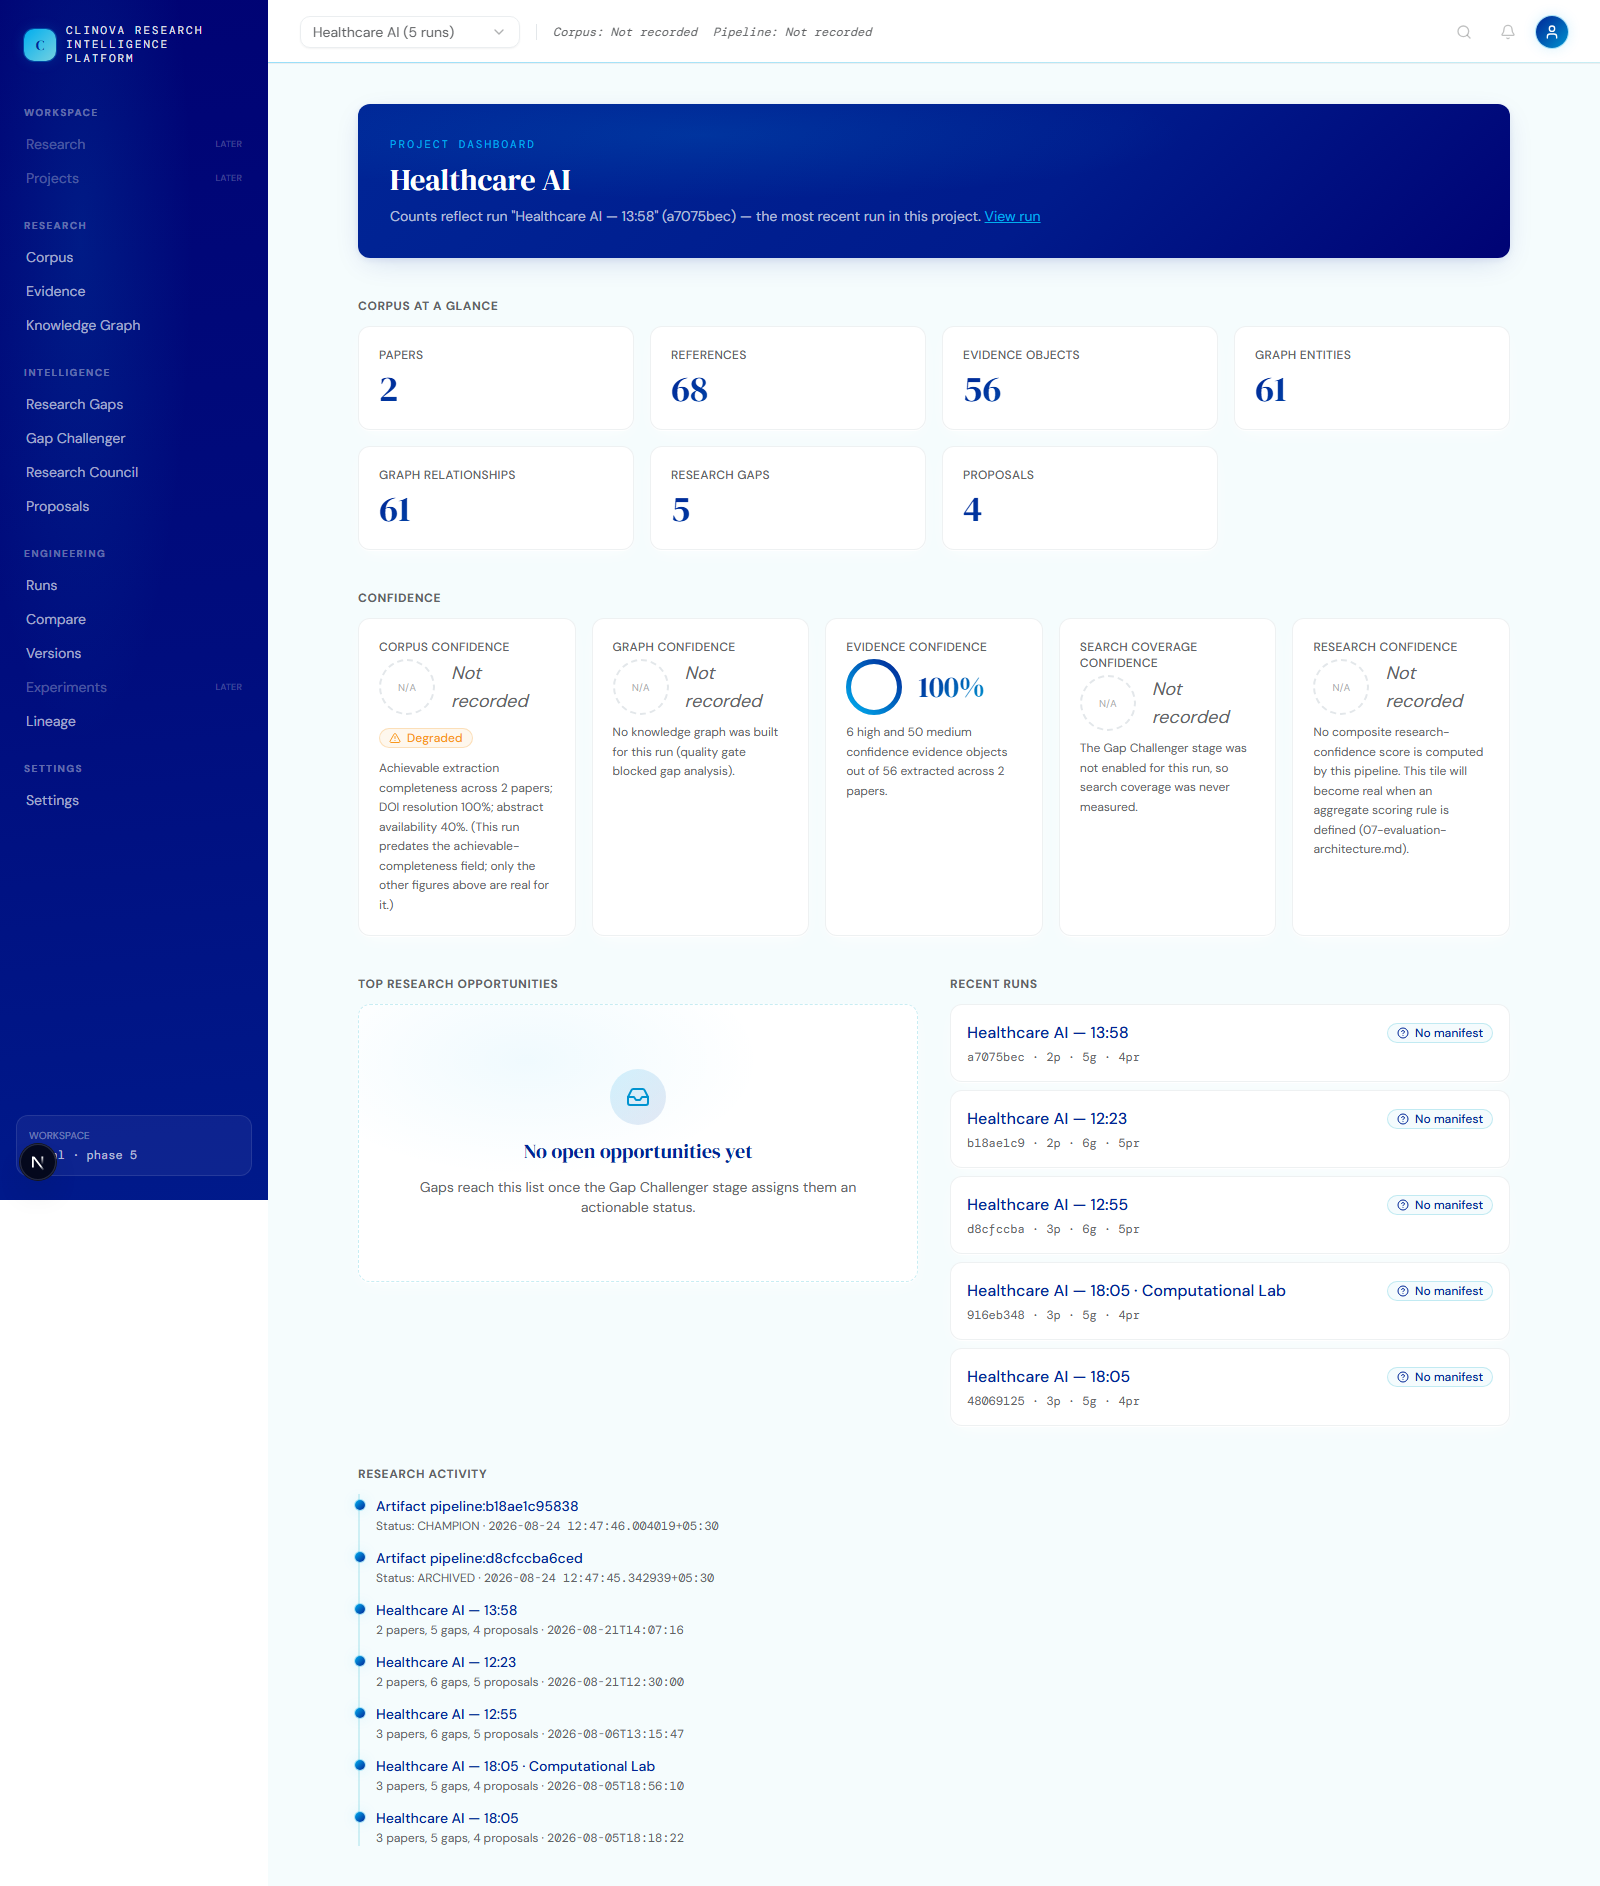 C
CLINOVA RESEARCH
INTELLIGENCE
PLATFORM
WORKSPACE
Research LATER
Projects LATER
RESEARCH
Corpus
Evidence
Knowledge Graph
INTELLIGENCE
Research Gaps
Gap Challenger
Research Council
Proposals
ENGINEERING
Runs
Compare
Versions
Experiments LATER
Lineage
SETTINGS
Settings
WORKSPACE
· phase 5
N
Healthcare AI (5 runs)
Corpus: Not recorded Pipeline: Not recorded
PROJECT DASHBOARD
Healthcare AI
Counts reflect run "Healthcare AI — 13:58" (a7075bec) — the most recent run in this project. View run
CORPUS AT A GLANCE
PAPERS
2
REFERENCES
68
EVIDENCE OBJECTS
56
GRAPH ENTITIES
61
GRAPH RELATIONSHIPS
61
RESEARCH GAPS
5
PROPOSALS
4
CONFIDENCE
CORPUS CONFIDENCE
N/A
Not
recorded
Degraded
Achievable extraction
completeness across 2 papers;
DOI resolution 100%; abstract
availability 40%. (This run
predates the achievable-
completeness field; only the
other figures above are real for
it.)
GRAPH CONFIDENCE
N/A
Not
recorded
No knowledge graph was built
for this run (quality gate
blocked gap analysis).
EVIDENCE CONFIDENCE
100%
6 high and 50 medium
confidence evidence objects
out of 56 extracted across 2
papers.
SEARCH COVERAGE
CONFIDENCE
N/A
Not
recorded
The Gap Challenger stage was
not enabled for this run, so
search coverage was never
measured.
RESEARCH CONFIDENCE
N/A
Not
recorded
No composite research-
confidence score is computed
by this pipeline. This tile will
become real when an
aggregate scoring rule is
defined (07-evaluation-
architecture.md).
TOP RESEARCH OPPORTUNITIES
No open opportunities yet
Gaps reach this list once the Gap Challenger stage assigns them an
actionable status.
RECENT RUNS
Healthcare AI — 13:58 No manifest
a7075bec · 2p · 5g · 4pr
Healthcare AI — 12:23 No manifest
b18ae1c9 · 2p · 6g · 5pr
Healthcare AI — 12:55 No manifest
d8cfccba · 3p · 6g · 5pr
Healthcare AI — 18:05 · Computational Lab No manifest
916eb348 · 3p · 5g · 4pr
Healthcare AI — 18:05 No manifest
48069125 · 3p · 5g · 4pr
RESEARCH ACTIVITY
Artifact pipeline:b18ae1c95838
Status: CHAMPION · 2026-08-24 12:47:46.004019+05:30
Artifact pipeline:d8cfccba6ced
Status: ARCHIVED · 2026-08-24 12:47:45.342939+05:30
Healthcare AI — 13:58
2 papers, 5 gaps, 4 proposals · 2026-08-21T14:07:16
Healthcare AI — 12:23
2 papers, 6 gaps, 5 proposals · 2026-08-21T12:30:00
Healthcare AI — 12:55
3 papers, 6 gaps, 5 proposals · 2026-08-06T13:15:47
Healthcare AI — 18:05 · Computational Lab
3 papers, 5 gaps, 4 proposals · 2026-08-05T18:56:10
Healthcare AI — 18:05
3 papers, 5 gaps, 4 proposals · 2026-08-05T18:18:22